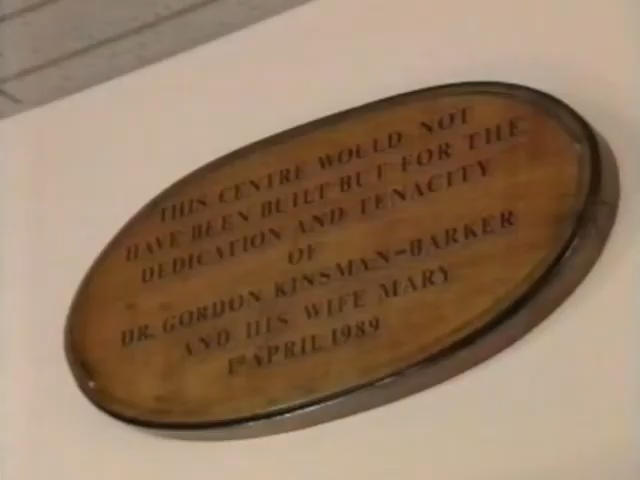 THIS CENTRE WOULD NOT
HAVE BEEN BUILT BUT FOR THE
DEDICATION AND TENACITY
OF
DR. GORDON KINSMAN-BARKER
AND HIS WIFE MARY
1ST APRIL 1989